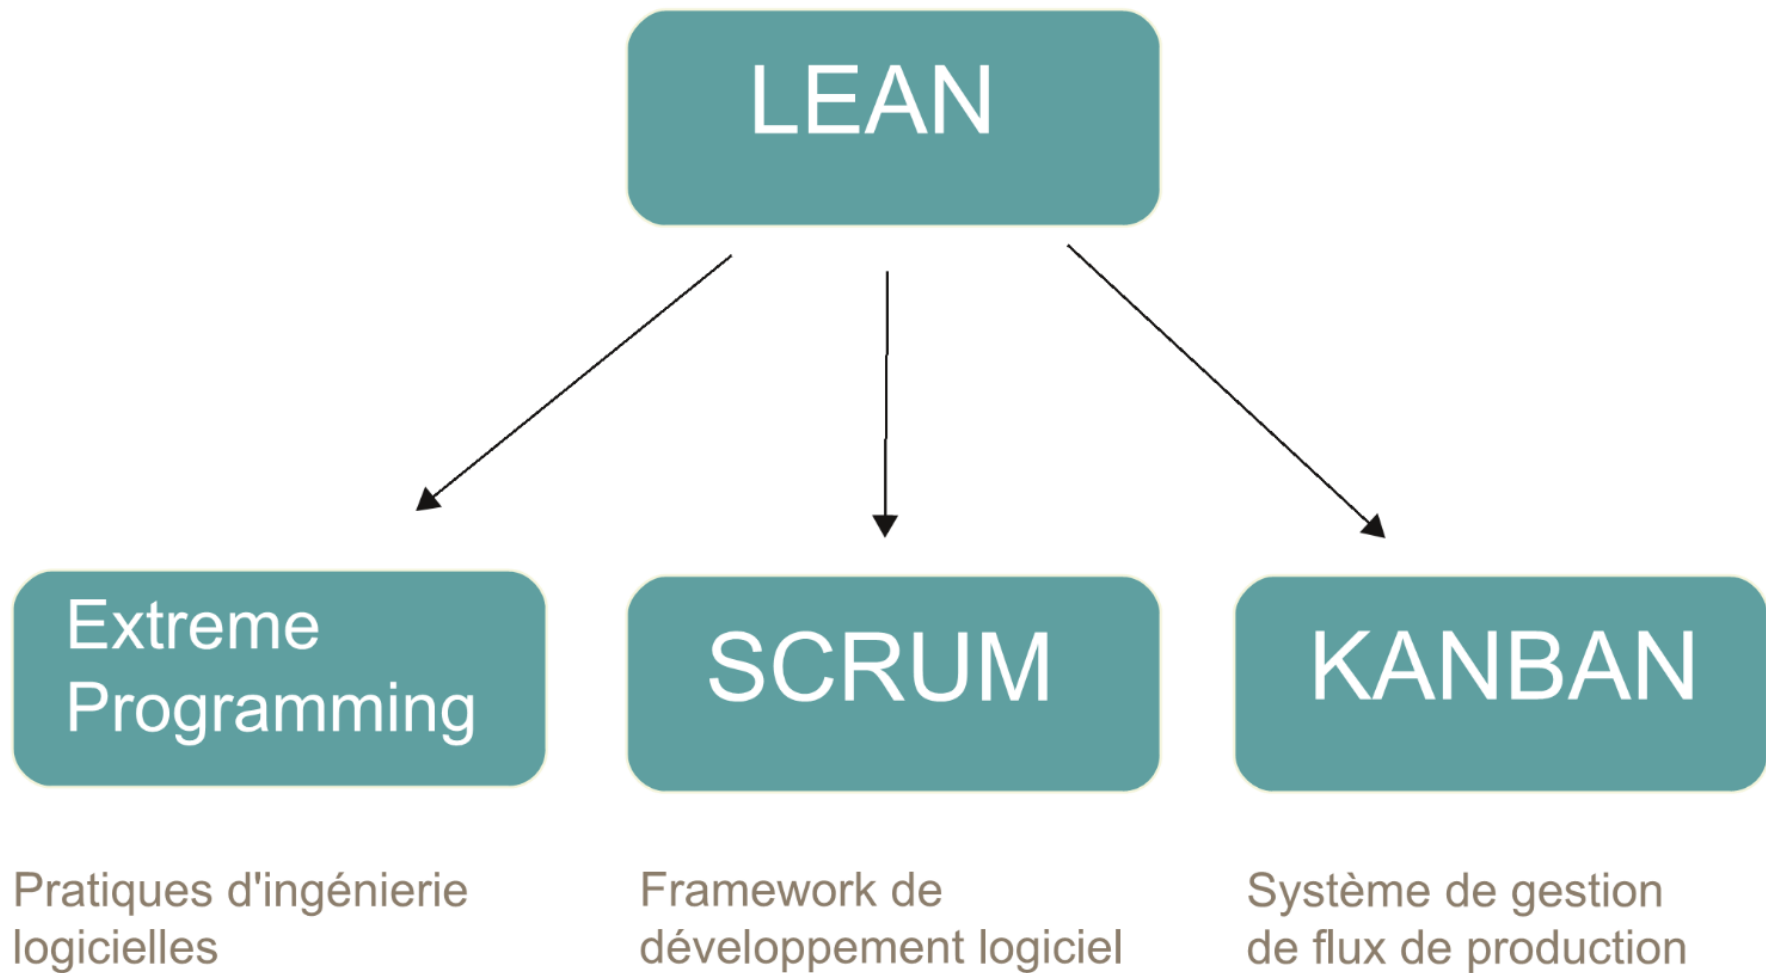 LEAN
Extreme
Programming
SCRUM
KANBAN
Pratiques d'ingénierie
logicielles
Framework de
développement logiciel
Système de gestion
de flux de production